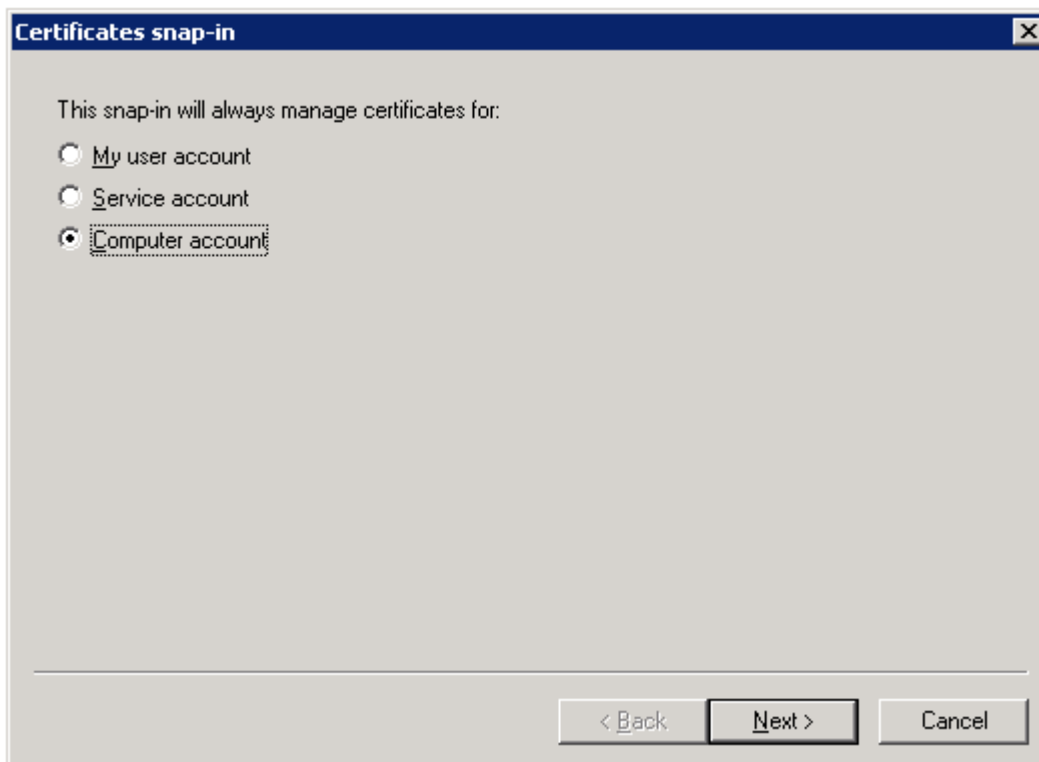 Certificates snap-in
This snap-in will always manage certificates for:
My user account
Service account
Computer account
< Back
Next >
Cancel